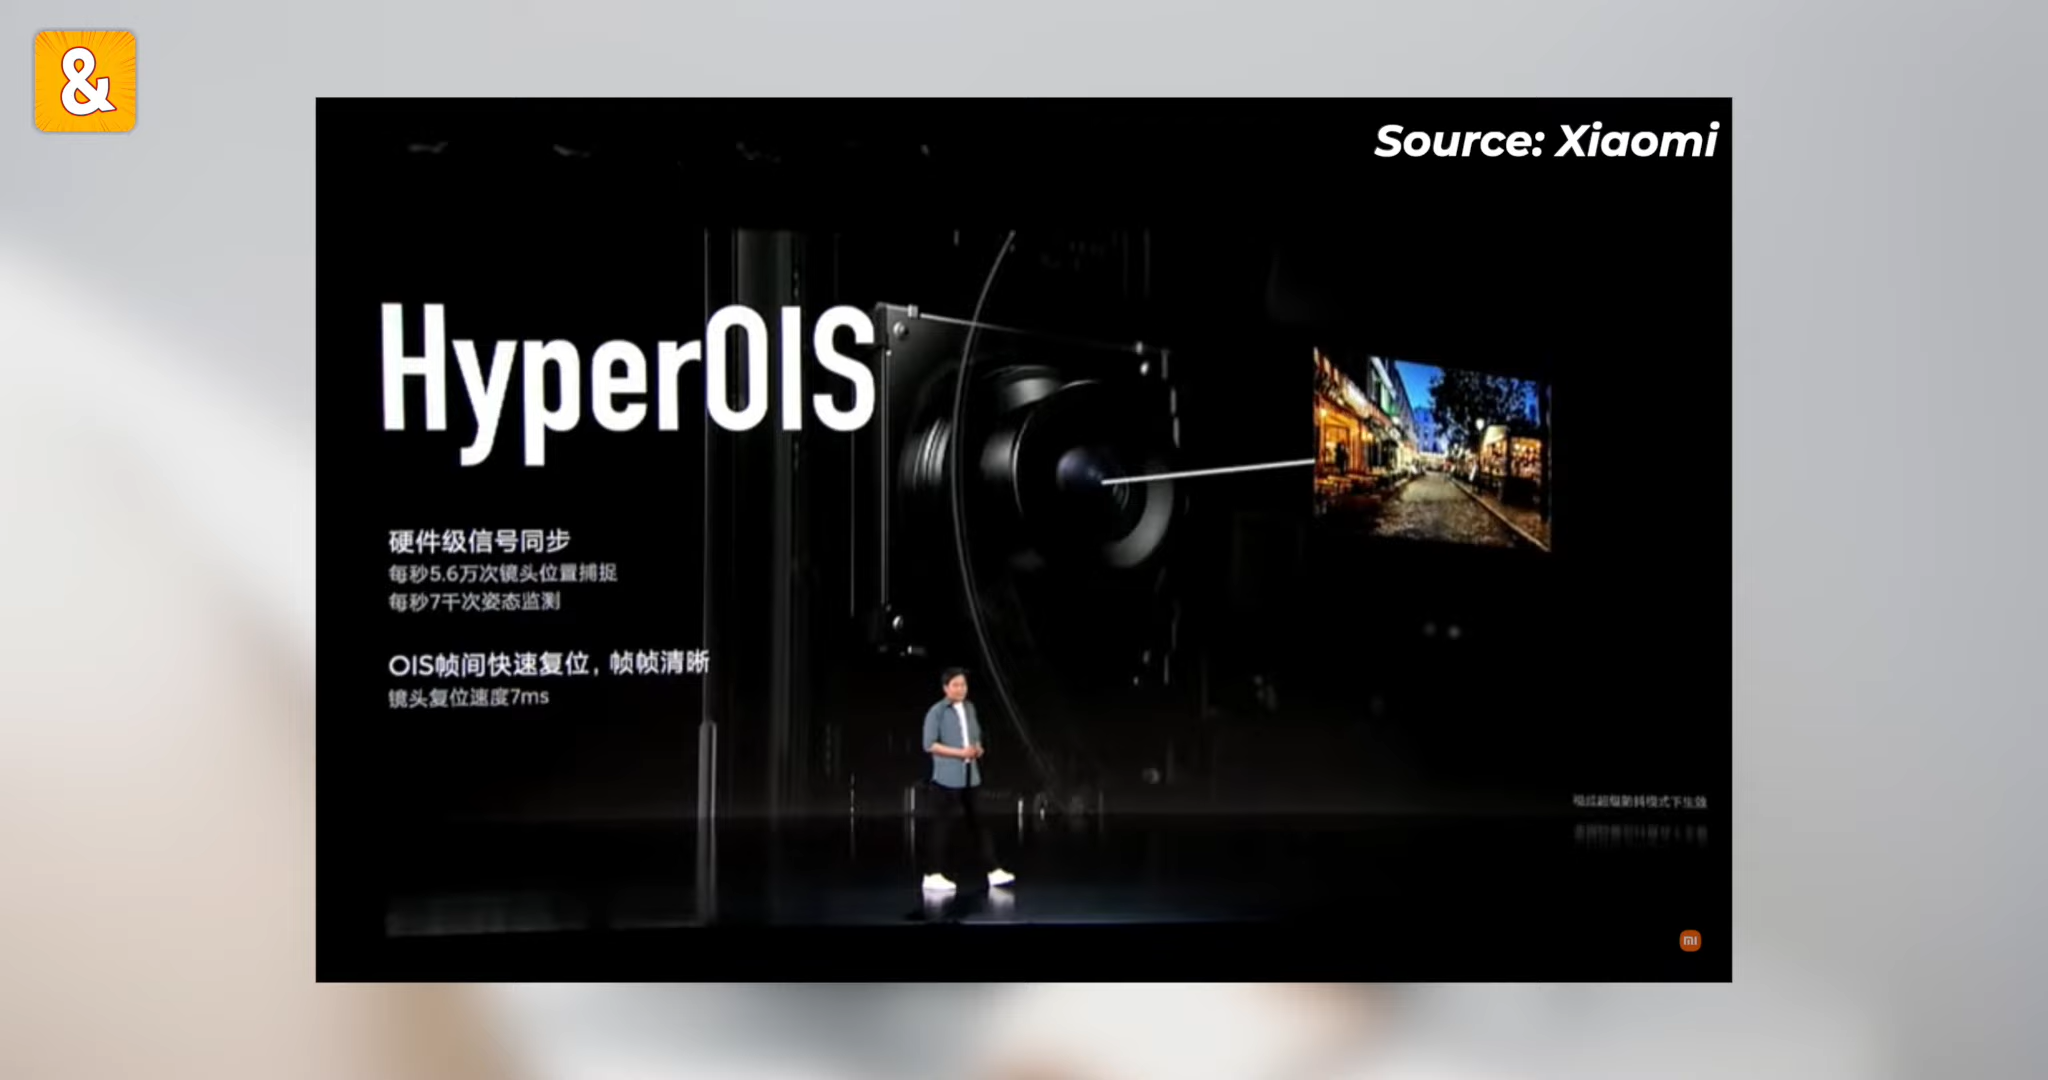 &
Source: Xiaomi
HyperOIS
硬件级信号同步
每秒5.6万次镜头位置捕捉
每秒7千次姿态监测
OIS帧间快速复位，帧帧清晰
镜头复位速度7ms
mi